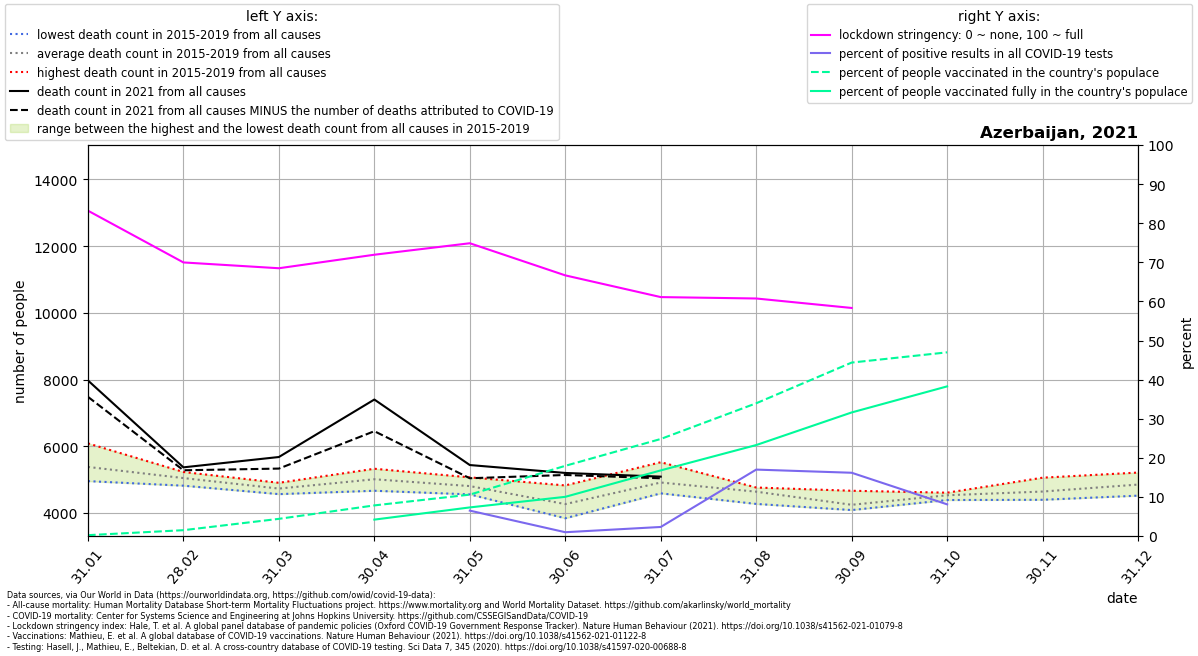 left Y axis:
lowest death count in 2015-2019 from all causes
average death count in 2015-2019 from all causes
highest death count in 2015-2019 from all causes
death count in 2021 from all causes
death count in 2021 from all causes MINUS the number of deaths attributed to COVID-19
range between the highest and the lowest death count from all causes in 2015-2019
right Y axis:
lockdown stringency: 0 ~ none, 100 ~ full
percent of positive results in all COVID-19 tests
percent of people vaccinated in the country's populace
percent of people vaccinated fully in the country's populace
Azerbaijan, 2021
number of people
14000
12000
10000
8000
6000
4000
100
90
80
70
60
50
40
30
20
10
0
percent
31.01
28.02
31.03
30.04
31.05
30.06
31.07
31.08
30.09
31.10
30.11
31.12
date
Data sources, via Our World in Data (https://ourworldindata.org, https://github.com/owid/covid-19-data):
- All-cause mortality: Human Mortality Database Short-term Mortality Fluctuations project. https://www.mortality.org and World Mortality Dataset. https://github.com/akarlinsky/world_mortality
- COVID-19 mortality: Center for Systems Science and Engineering at Johns Hopkins University. https://github.com/CSSEGISandData/COVID-19
- Lockdown stringency index: Hale, T. et al. A global panel database of pandemic policies (Oxford COVID-19 Government Response Tracker). Nature Human Behaviour (2021). https://doi.org/10.1038/s41562-021-01079-8
- Vaccinations: Mathieu, E. et al. A global database of COVID-19 vaccinations. Nature Human Behaviour (2021). https://doi.org/10.1038/s41562-021-01122-8
- Testing: Hasell, J., Mathieu, E., Beltekian, D. et al. A cross-country database of COVID-19 testing. Sci Data 7, 345 (2020). https://doi.org/10.1038/s41597-020-00688-8